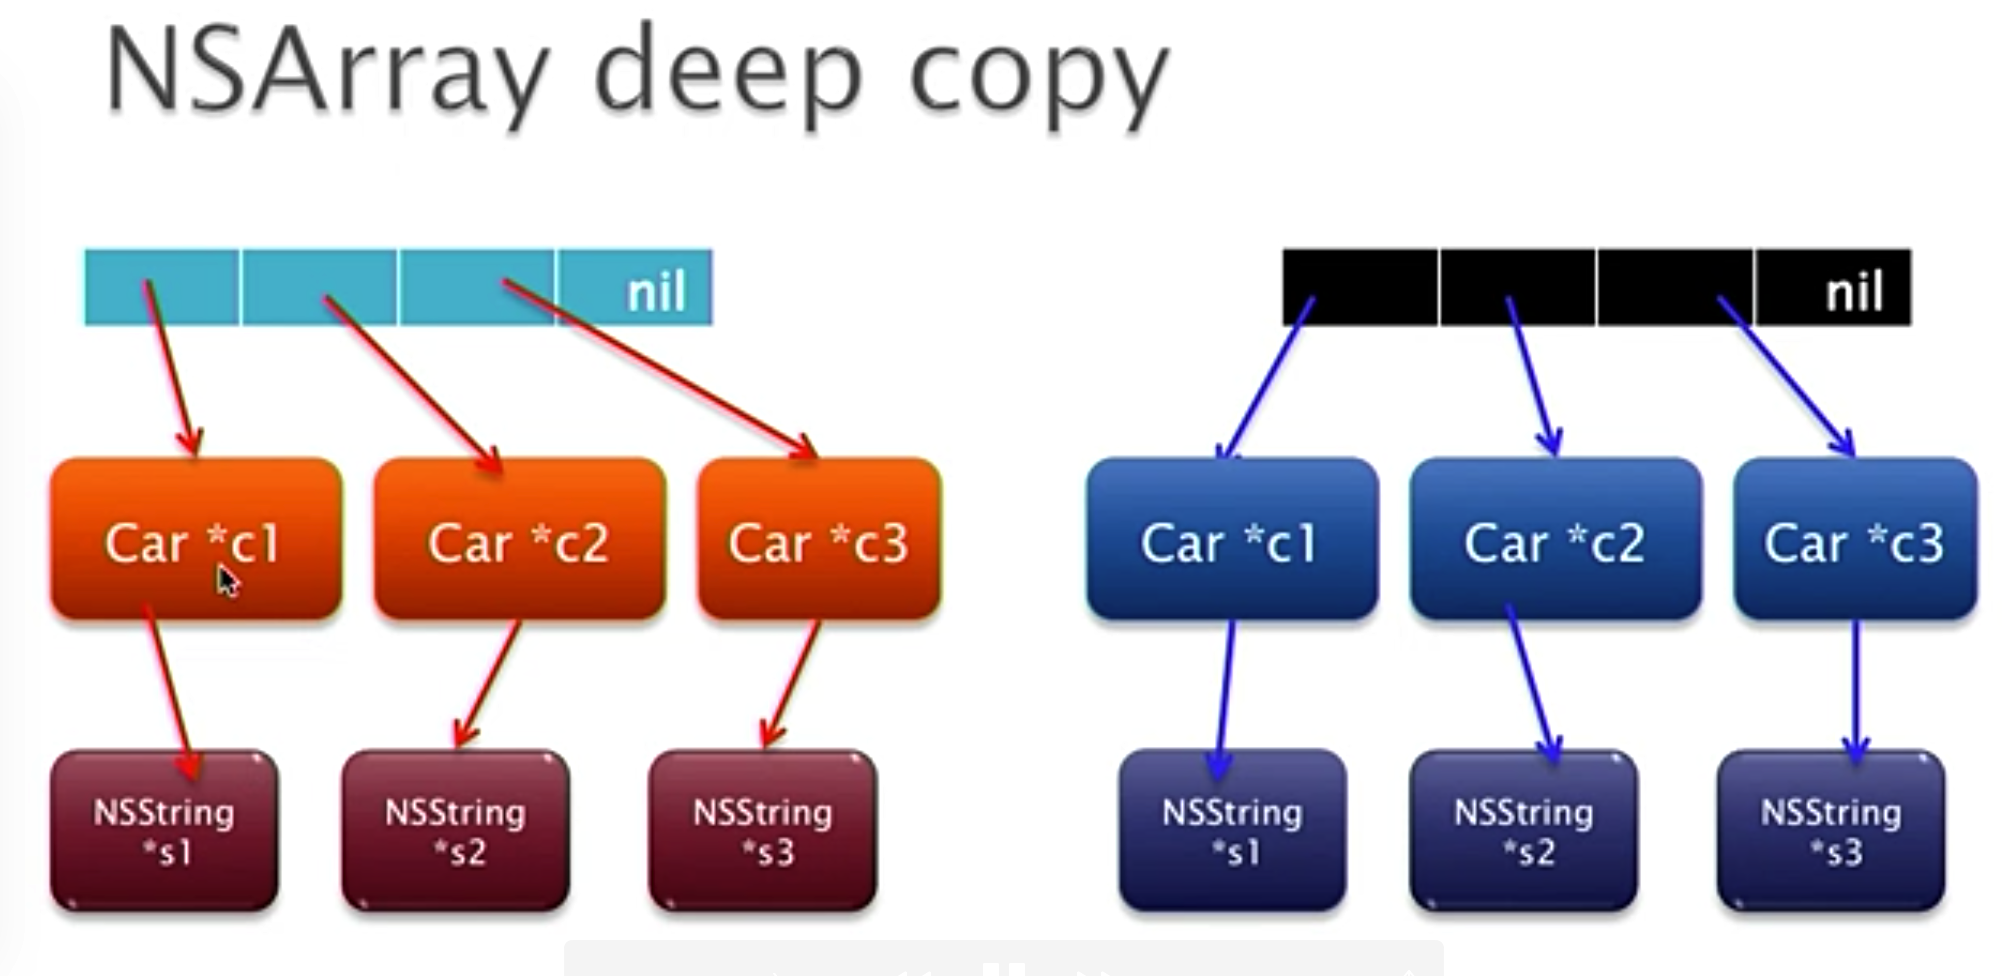 NSArray deep copy
nil
nil
Car *c1
Car *c2
Car *c3
Car *c1
Car *c2
Car *c3
NSString
*s1
NSString
*s2
NSString
*s3
NSString
*s1
NSString
*s2
NSString
*s3